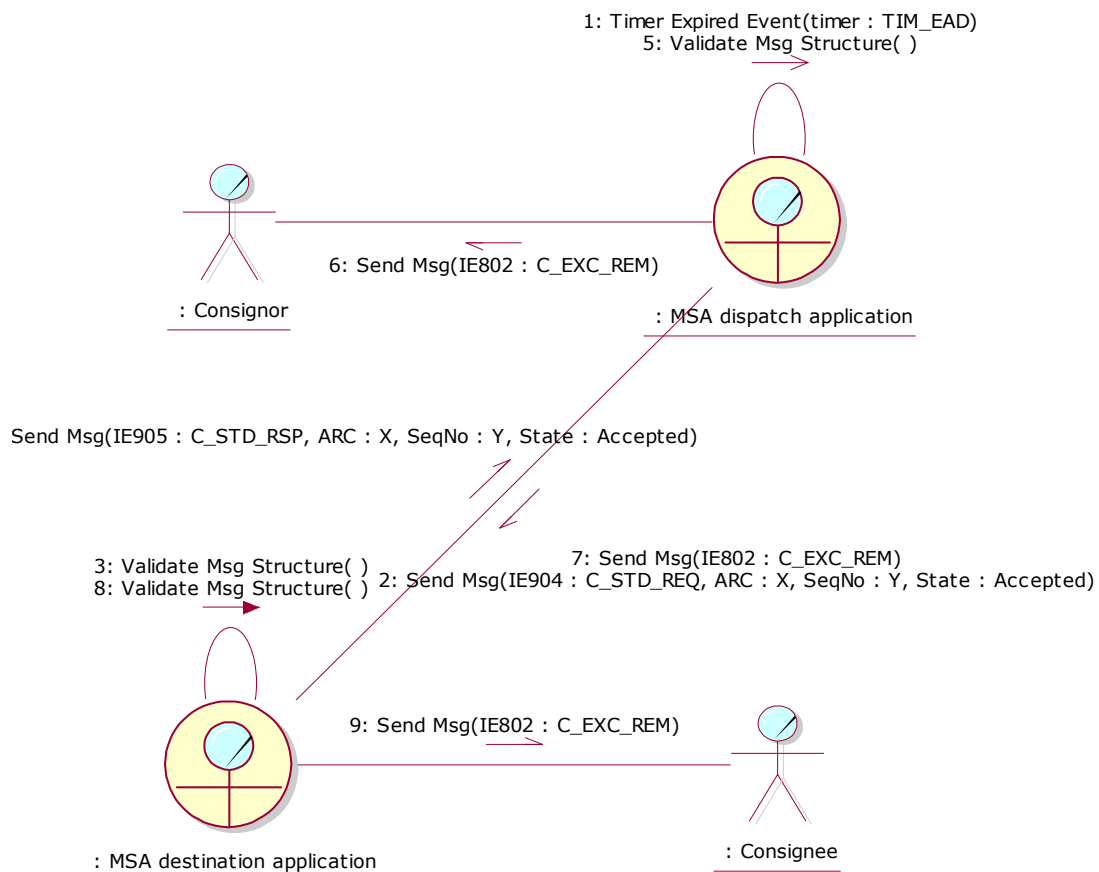 1: Timer Expired Event(timer : TIM_EAD)
5: Validate Msg Structure( )
6: Send Msg(IE802 : C_EXC_REM)
: Consignor
: MSA dispatch application
Send Msg(IE905 : C_STD_RSP, ARC : X, SeqNo : Y, State : Accepted)
3: Validate Msg Structure( )
8: Validate Msg Structure( )
7: Send Msg(IE802 : C_EXC_REM)
2: Send Msg(IE904 : C_STD_REQ, ARC : X, SeqNo : Y, State : Accepted)
9: Send Msg(IE802 : C_EXC_REM)
: MSA destination application
: Consignee